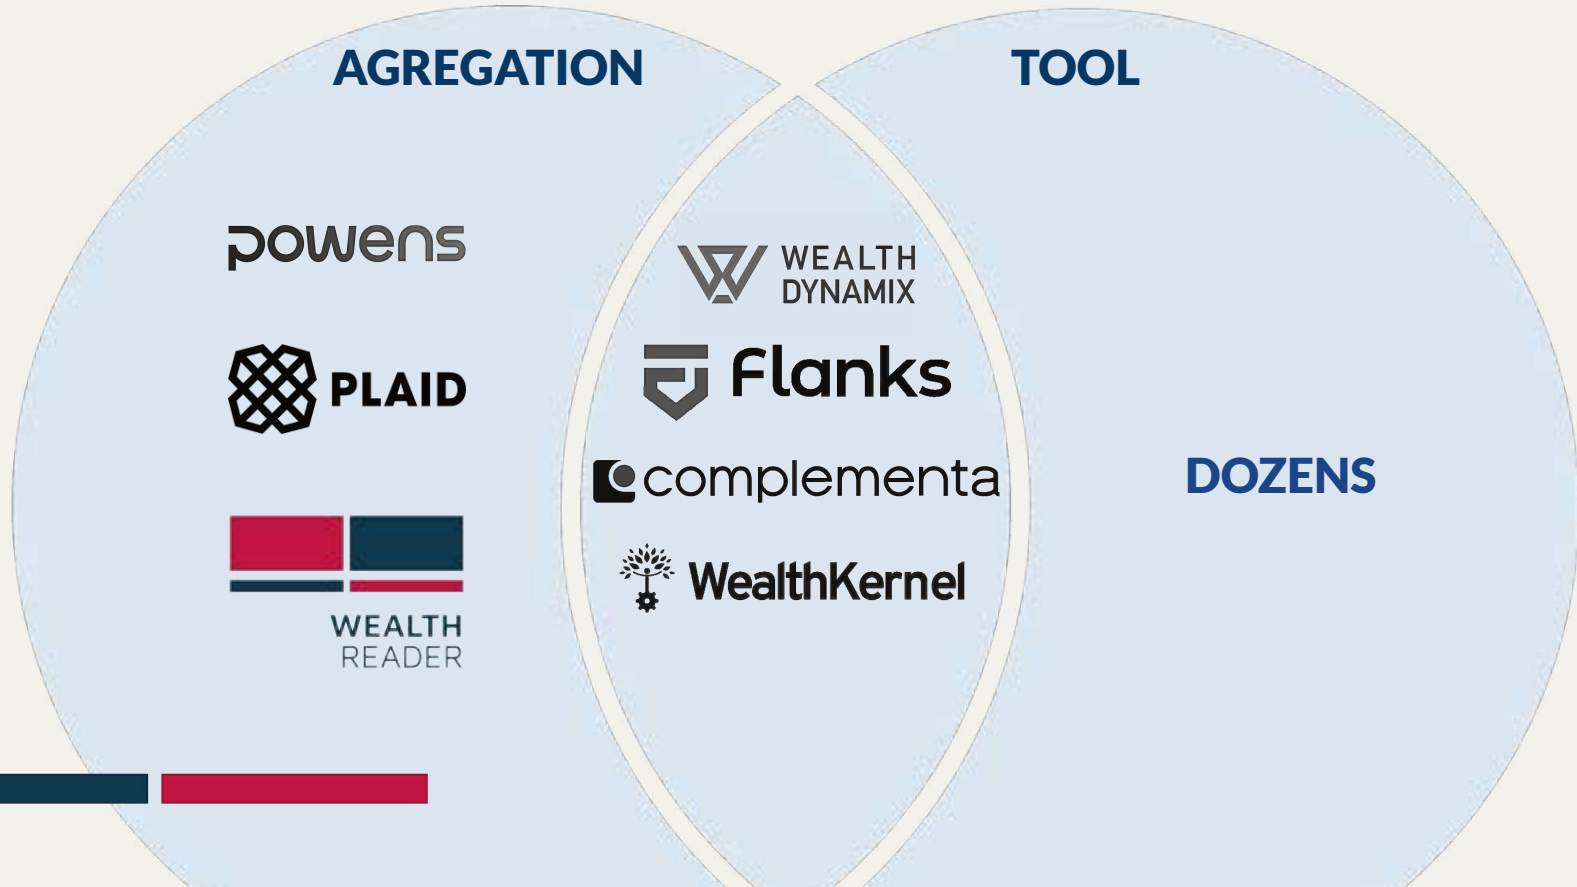 AGREGATION
TOOL
powens
PLAID
WEALTH
READER
WEALTH
DYNAMIX
Flanks
complementa
WealthKernel
DOZENS